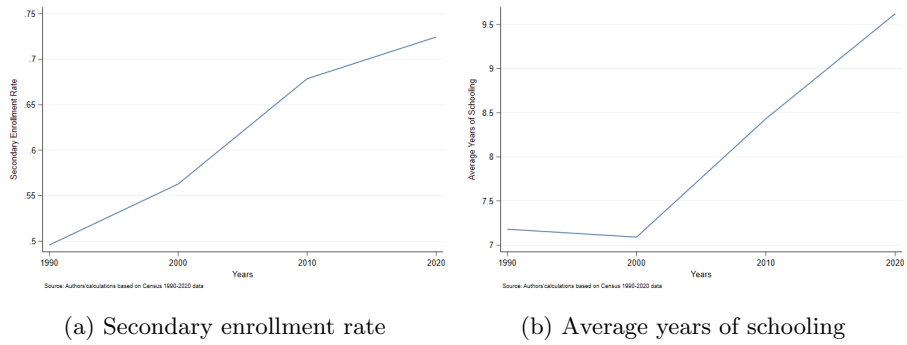 .75
.7
.65
.6
.55
.5
Secondary Enrollment Rate
1990
2000
2010
2020
Years
Source: Authors'calculations based on Census 1990-2020 data
(a) Secondary enrollment rate
9.5
9
8.5
8
7.5
7
Average Years of Schooling
1990
2000
2010
2020
Years
Source: Authors'calculations based on Census 1990-2020 data
(b) Average years of schooling